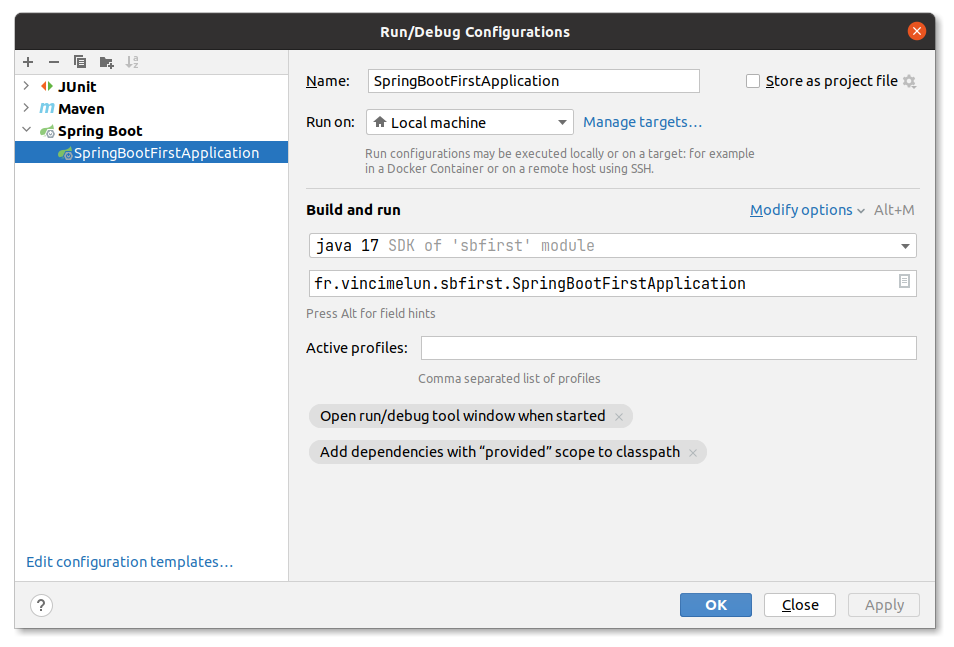 Run/Debug Configurations
JUnit
Maven
Spring Boot
SpringBootFirstApplication
Edit configuration templates…
Name: SpringBootFirstApplication Store as project file
Run on: Local machine Manage targets…
Run configurations may be executed locally or on a target: for example
in a Docker Container or on a remote host using SSH.
Build and run Modify options Alt+M
java 17 SDK of 'sbfirst' module
fr.vincimelun.sbfirst.SpringBootFirstApplication
Press Alt for field hints
Active profiles:
Comma separated list of profiles
Open run/debug tool window when started ×
Add dependencies with “provided” scope to classpath ×
? OK Close Apply